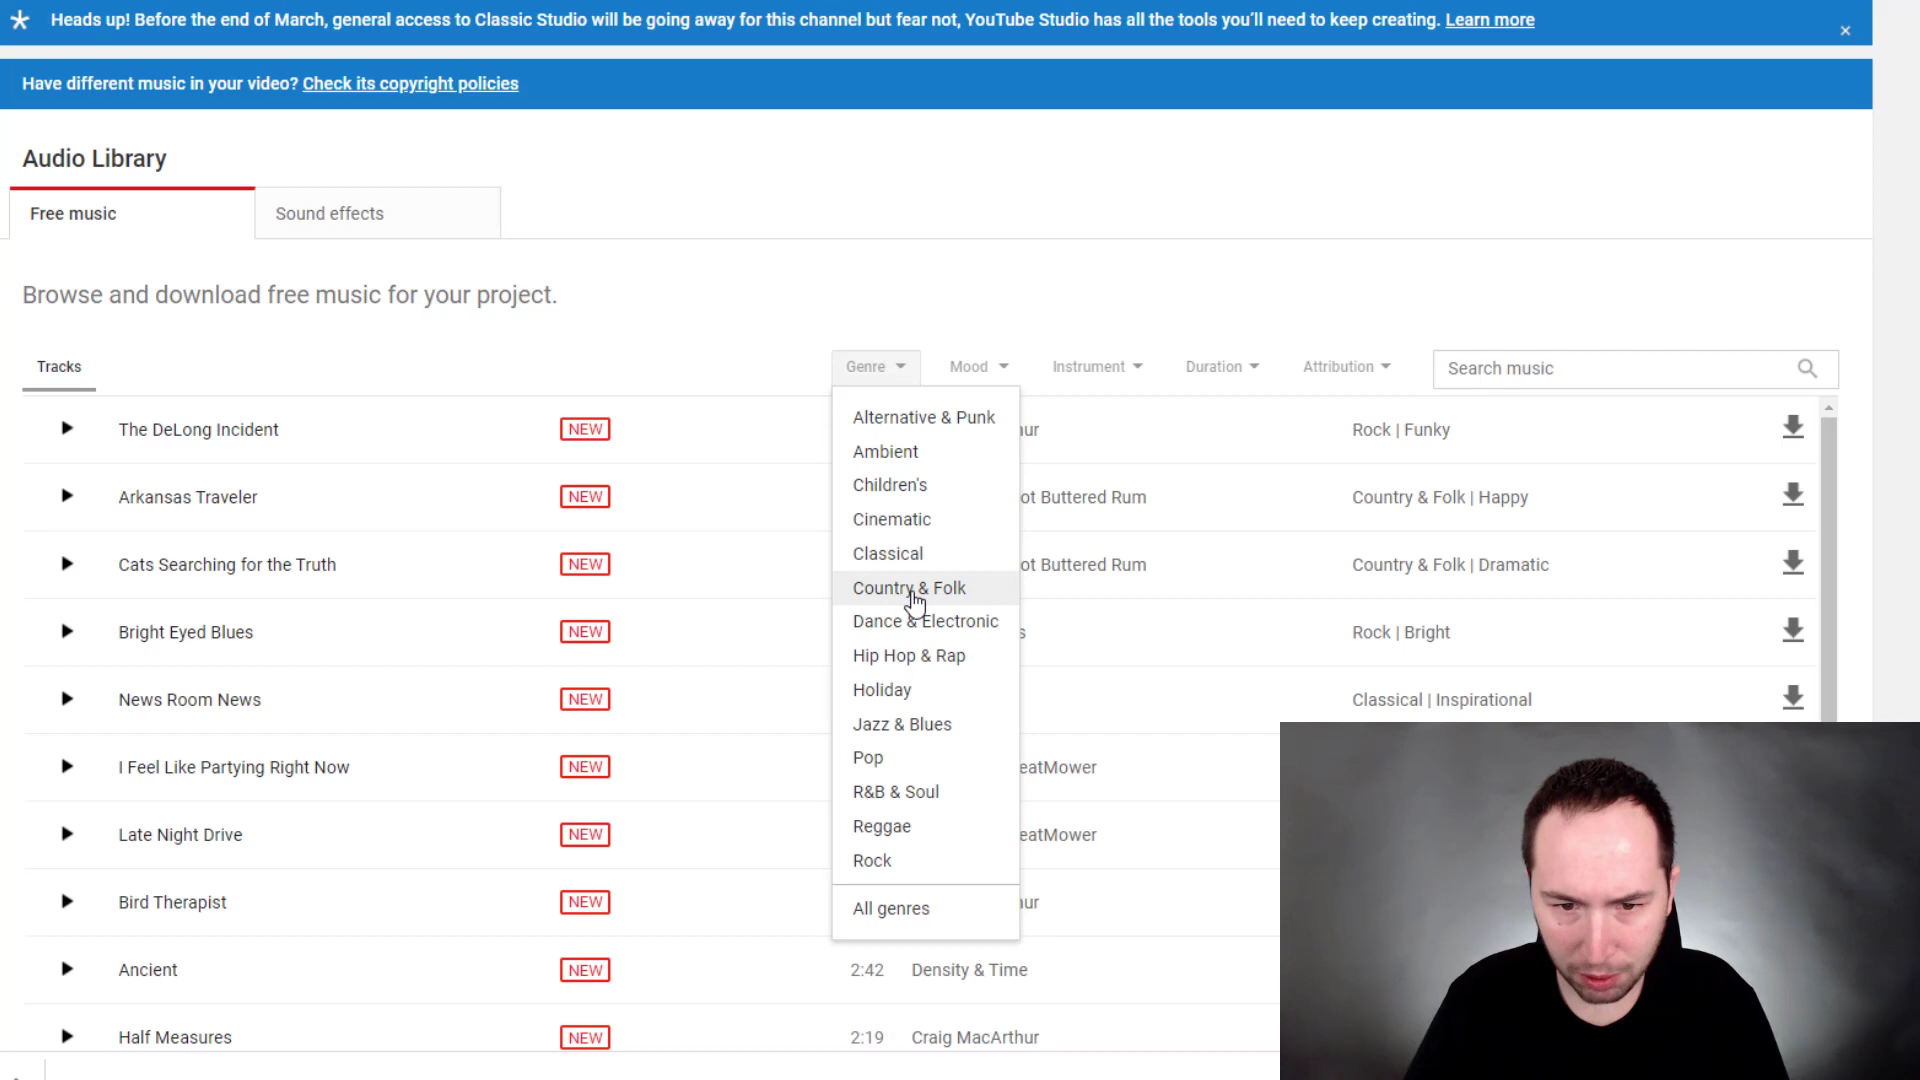 Heads up! Before the end of March, general access to Classic Studio will be going away for this channel but fear not, YouTube Studio has all the tools you'll need to keep creating. Learn more
Have different music in your video? Check its copyright policies
Audio Library
Free music
Sound effects
Browse and download free music for your project.
Tracks
Genre
Mood
Instrument
Duration
Attribution
Search music
Alternative & Punk
Ambient
Children's
Cinematic
Classical
Country & Folk
Dance & Electronic
Hip Hop & Rap
Holiday
Jazz & Blues
Pop
R&B & Soul
Reggae
Rock
All genres
The DeLong Incident NEW Rock | Funky
Arkansas Traveler NEW Buttered Rum Country & Folk | Happy
Cats Searching for the Truth NEW Buttered Rum Country & Folk | Dramatic
Bright Eyed Blues NEW Rock | Bright
News Room News NEW Classical | Inspirational
I Feel Like Partying Right Now NEW
Late Night Drive NEW
Bird Therapist NEW
Ancient NEW 2:42 Density & Time
Half Measures NEW 2:19 Craig MacArthur